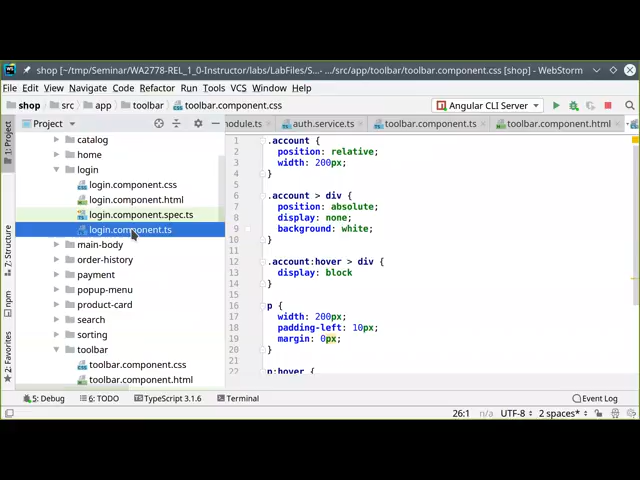 shop [~/tmp/Seminar/WA2778-REL_1_0-Instructor/labs/LabFiles/S...- .../src/app/toolbar/toolbar.component.css [shop] - WebStorm
File Edit View Navigate Code Refactor Run Tools VCS Window Help
shop src app toolbar toolbar.component.css Angular CLI Server
1: Project
7: Structure
npm
2: Favorites
Project
catalog
home
login
login.component.css
login.component.html
login.component.spec.ts
login.component.ts
main-body
order-history
payment
popup-menu
product-card
search
sorting
toolbar
toolbar.component.css
toolbar.component.html
odule.ts auth.service.ts toolbar.component.ts toolbar.component.html
1 .account {
2 position: relative;
3 width: 200px;
4 }
5
6 .account > div {
7 position: absolute;
8 display: none;
9 background: white;
10 }
11
12 .account:hover > div {
13 display: block
14 }
15
16 p {
17 width: 200px;
18 padding-left: 10px;
19 margin: 0px;
20 }
21
22 p:hover {
5: Debug 6: TODO TypeScript 3.1.6 Terminal Event Log
26:1 n/a UTF-8 2 spaces*